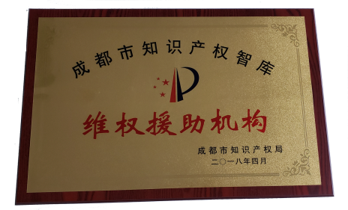 成都市知识产权智库
维权援助机构
成都市知识产权局
二〇一八年四月